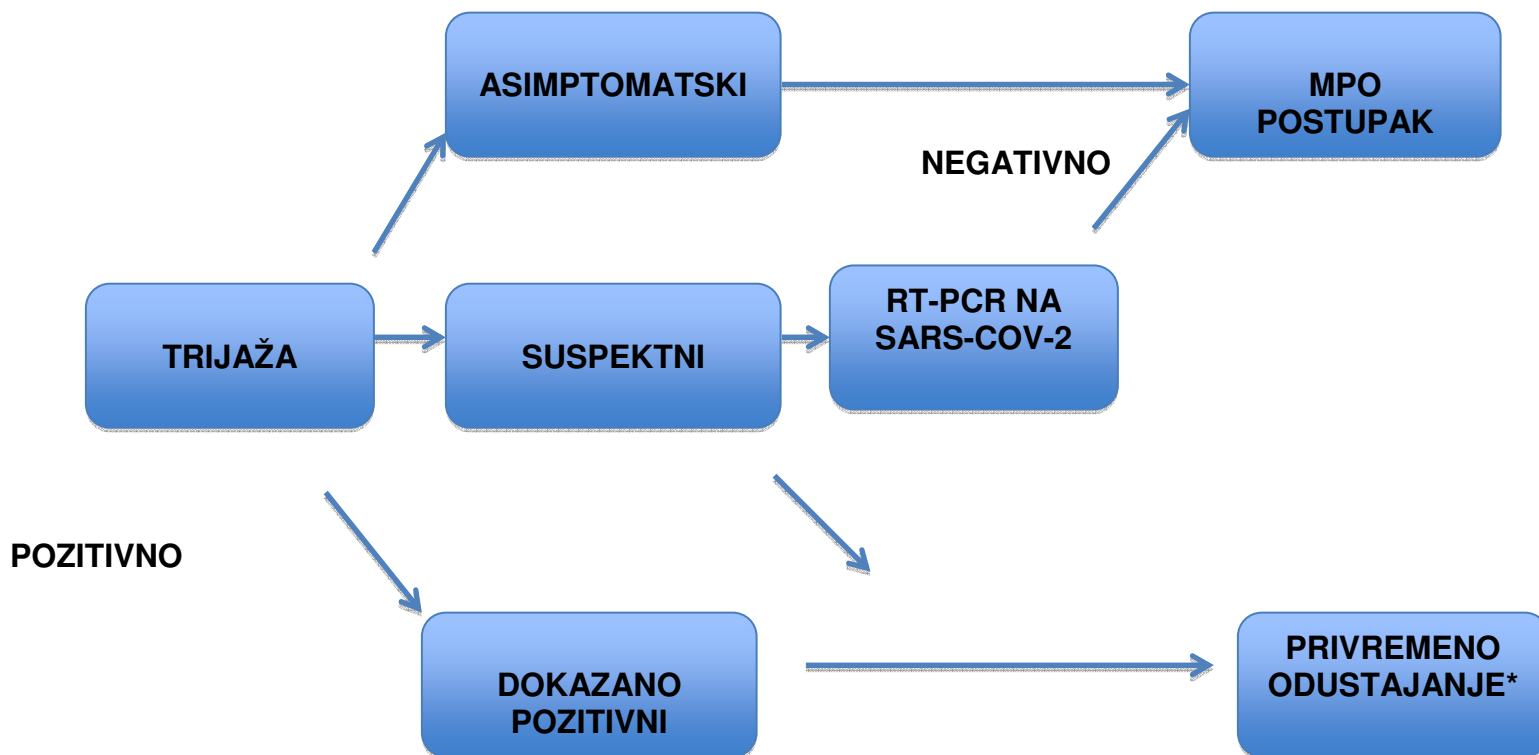 ASIMPTOMATSKI
MPO
POSTUPAK
NEGATIVNO
TRIJAŽA
SUSPEKTNI
RT-PCR NA
SARS-COV-2
POZITIVNO
DOKAZANO
POZITIVNI
PRIVREMENO
ODUSTAJANJE*